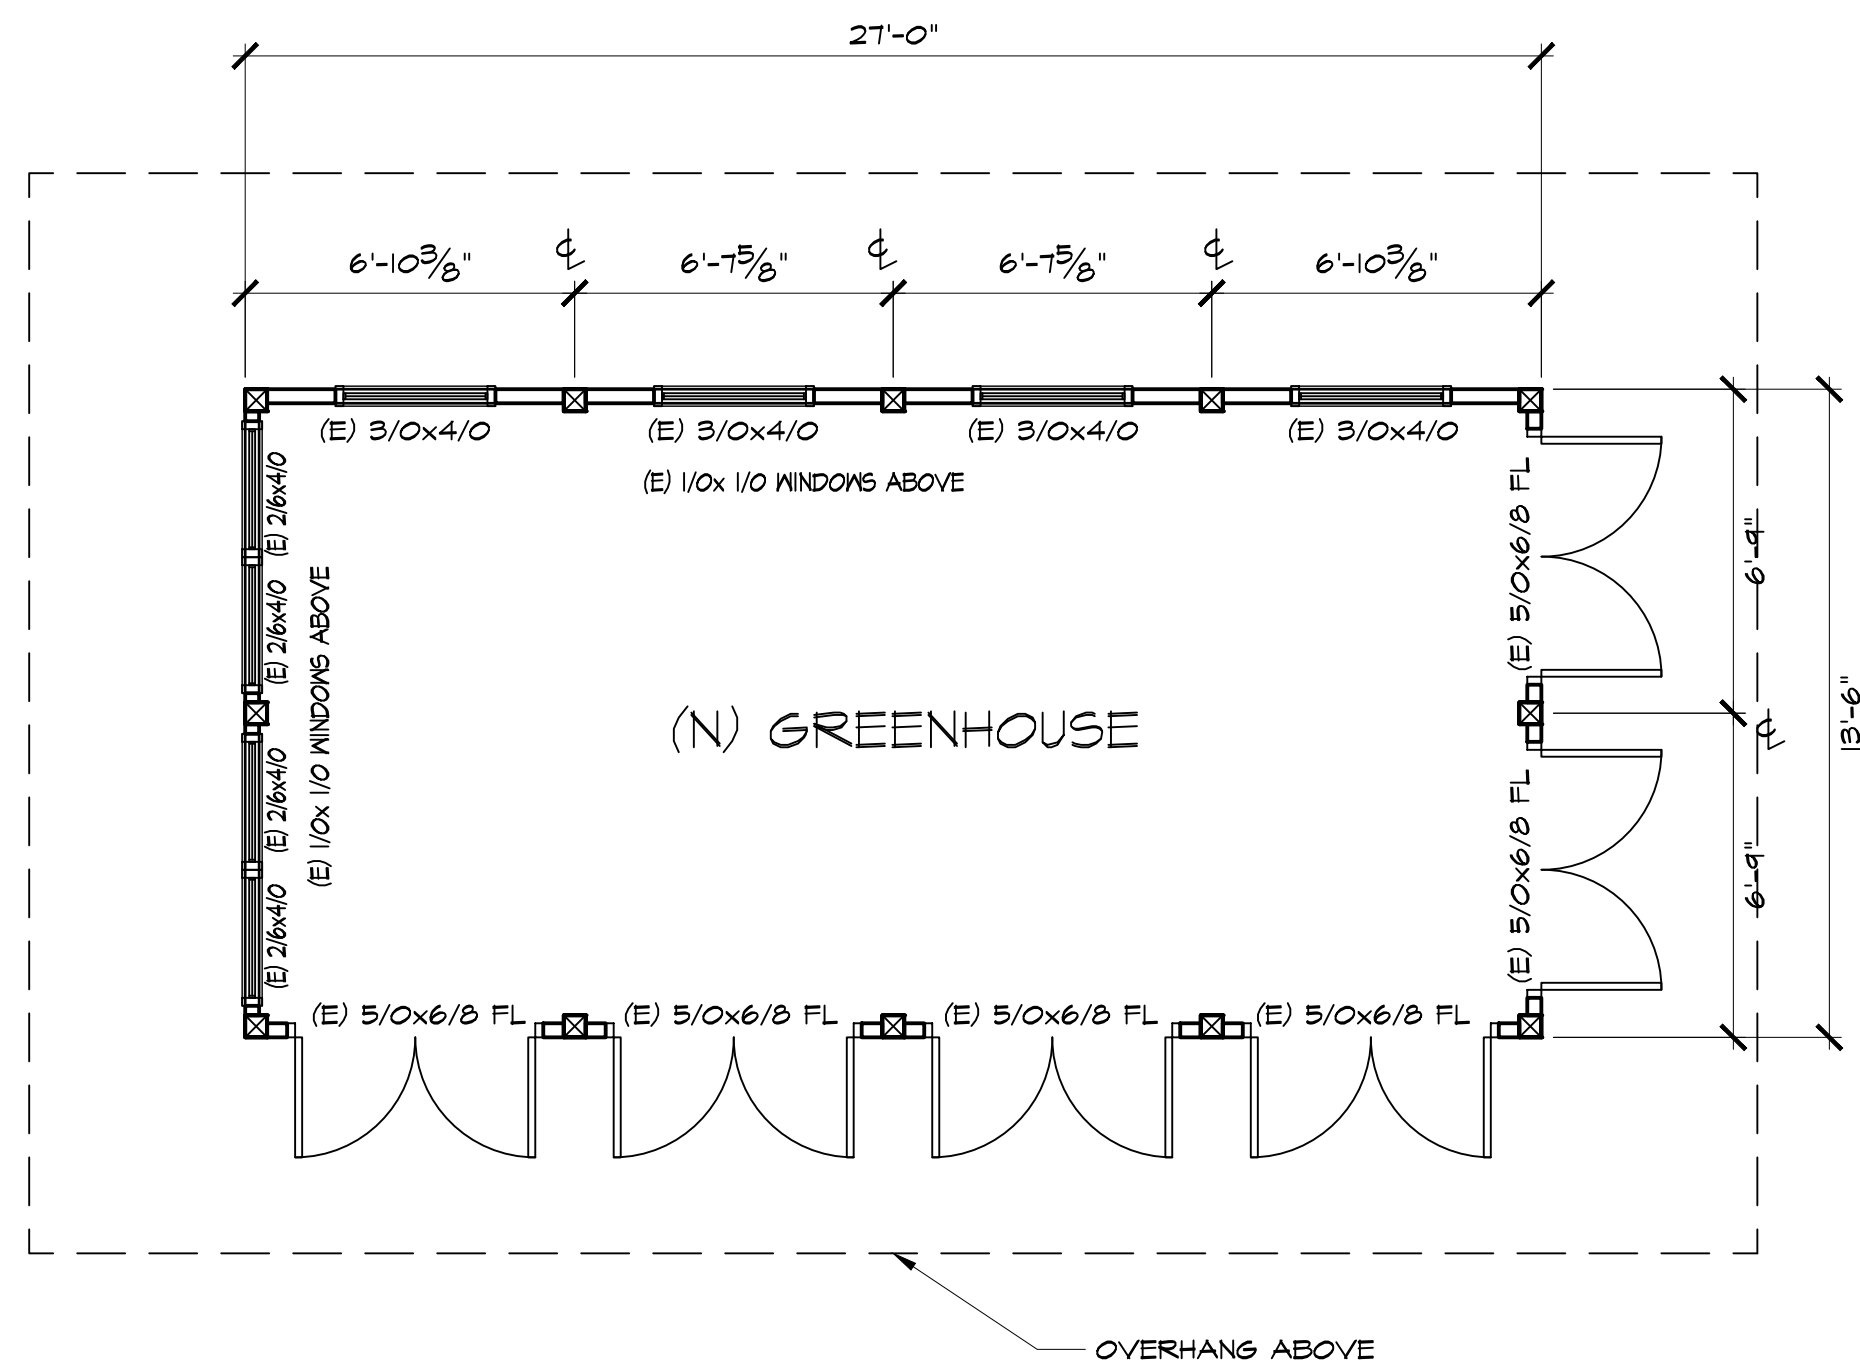 27'-0"
6'-10 3/8" ℄ 6'-7 5/8" ℄ 6'-7 5/8" ℄ 6'-10 3/8"
(E) 3/0x4/0 (E) 3/0x4/0 (E) 3/0x4/0 (E) 3/0x4/0
(E) 1/0x 1/0 WINDOWS ABOVE
(E) 2/6x4/0
(E) 2/6x4/0
(E) 2/6x4/0
(E) 2/6x4/0
(E) 1/0x 1/0 WINDOWS ABOVE
(N) GREENHOUSE
(E) 5/0x6/8 FL
(E) 5/0x6/8 FL
6'-9"
℄
6'-9"
13'-6"
(E) 5/0x6/8 FL (E) 5/0x6/8 FL (E) 5/0x6/8 FL (E) 5/0x6/8 FL
OVERHANG ABOVE